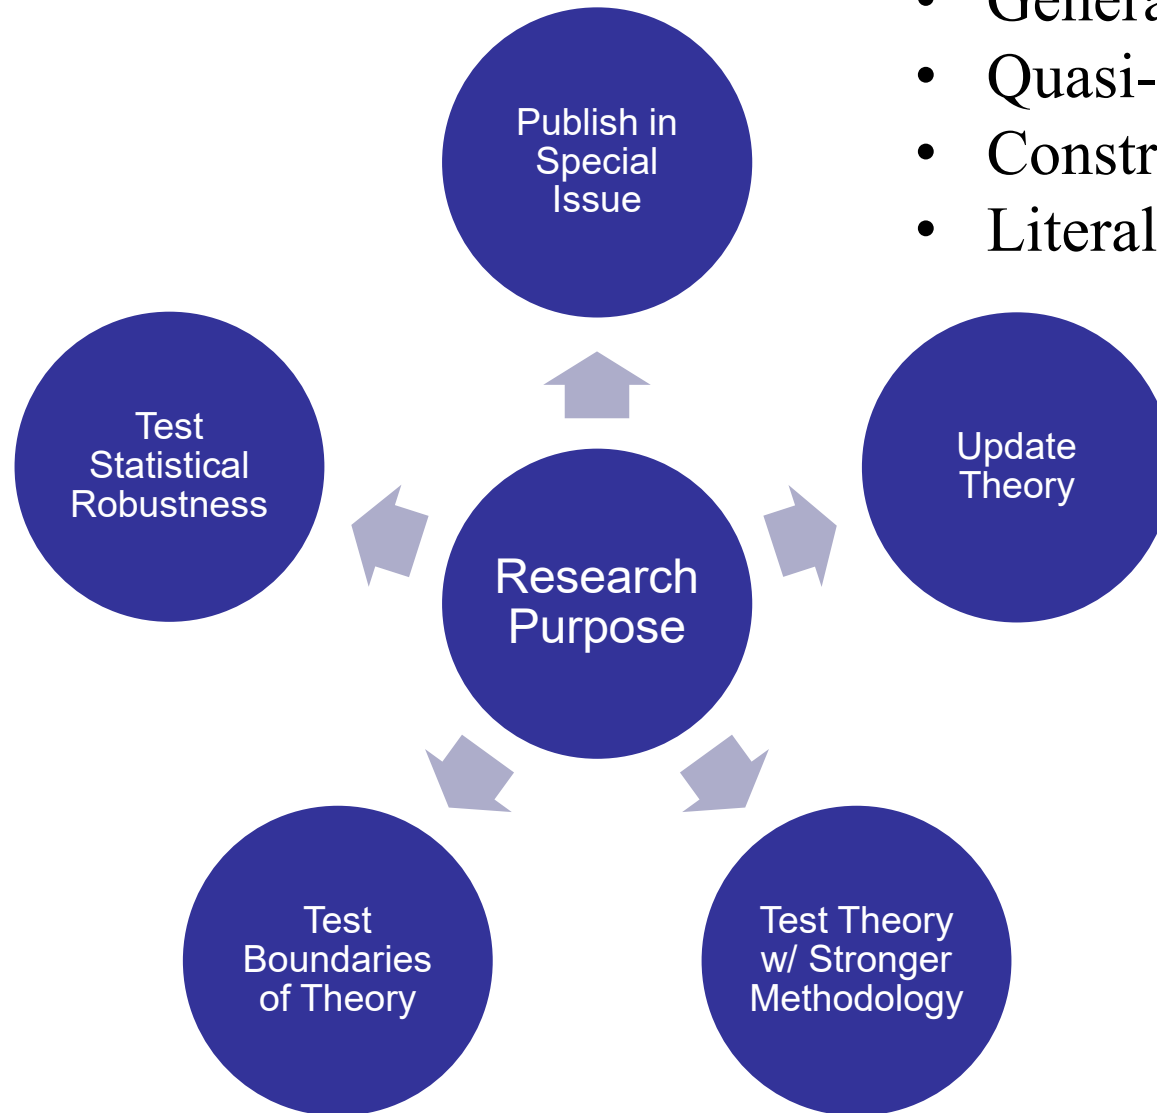 Quasi-
Constr
Literal
Publish in
Special
Issue
Test
Statistical
Robustness
Update
Theory
Research
Purpose
Test
Boundaries
of Theory
Test Theory
w/ Stronger
Methodology